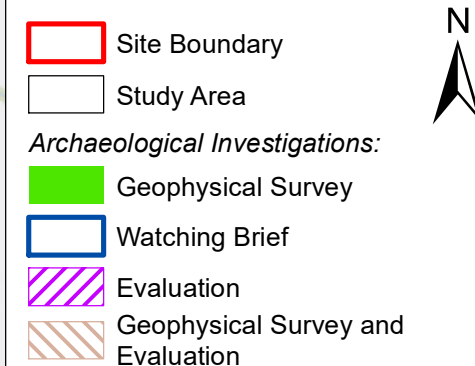 N
Site Boundary
Study Area
Archaeological Investigations:
Geophysical Survey
Watching Brief
Evaluation
Geophysical Survey and
Evaluation